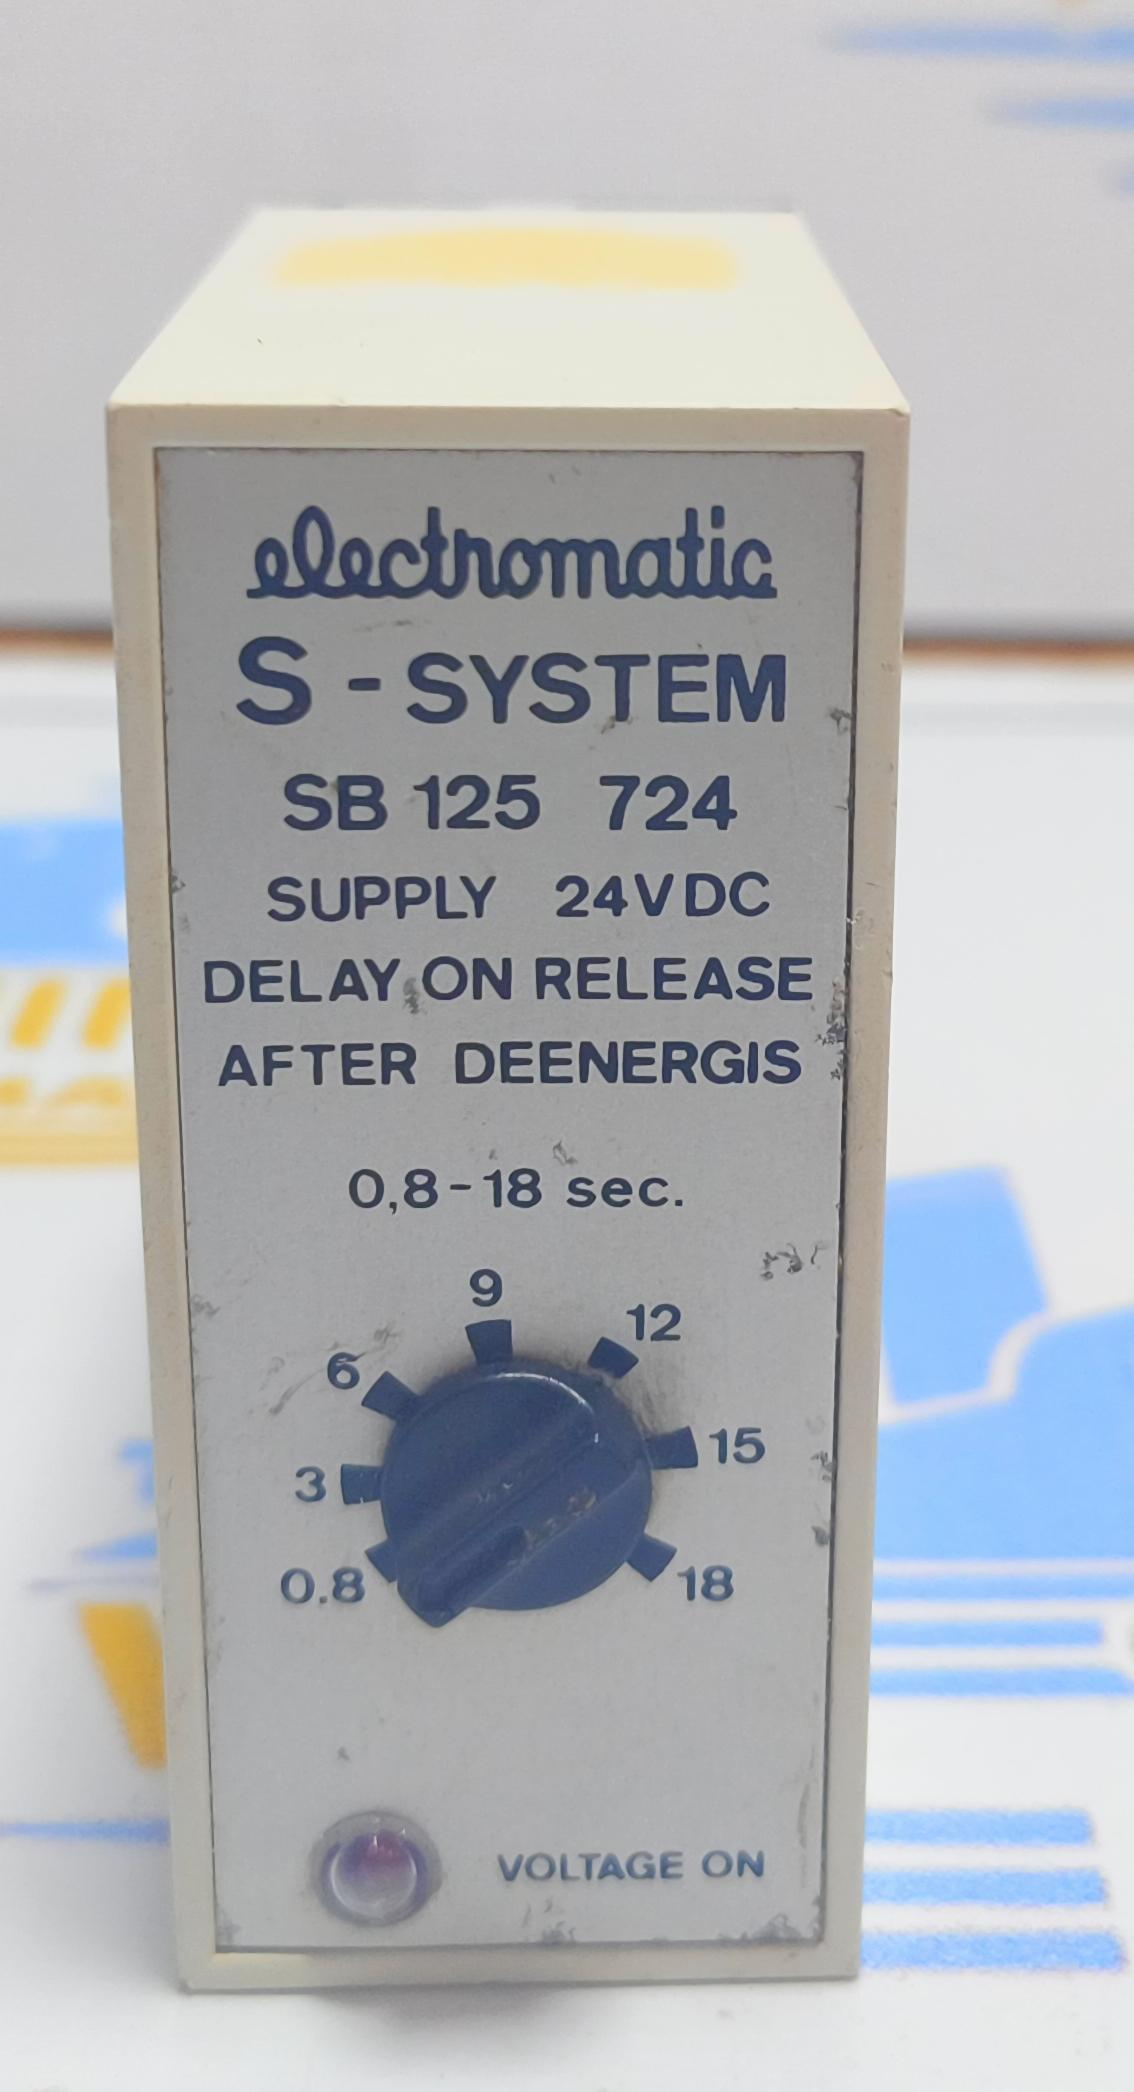 electromatic
S - SYSTEM
SB 125 724
SUPPLY 24VDC
DELAY ON RELEASE
AFTER DEENERGIS
0,8-18 sec.
9
12
6
15
3
0.8
18
VOLTAGE ON